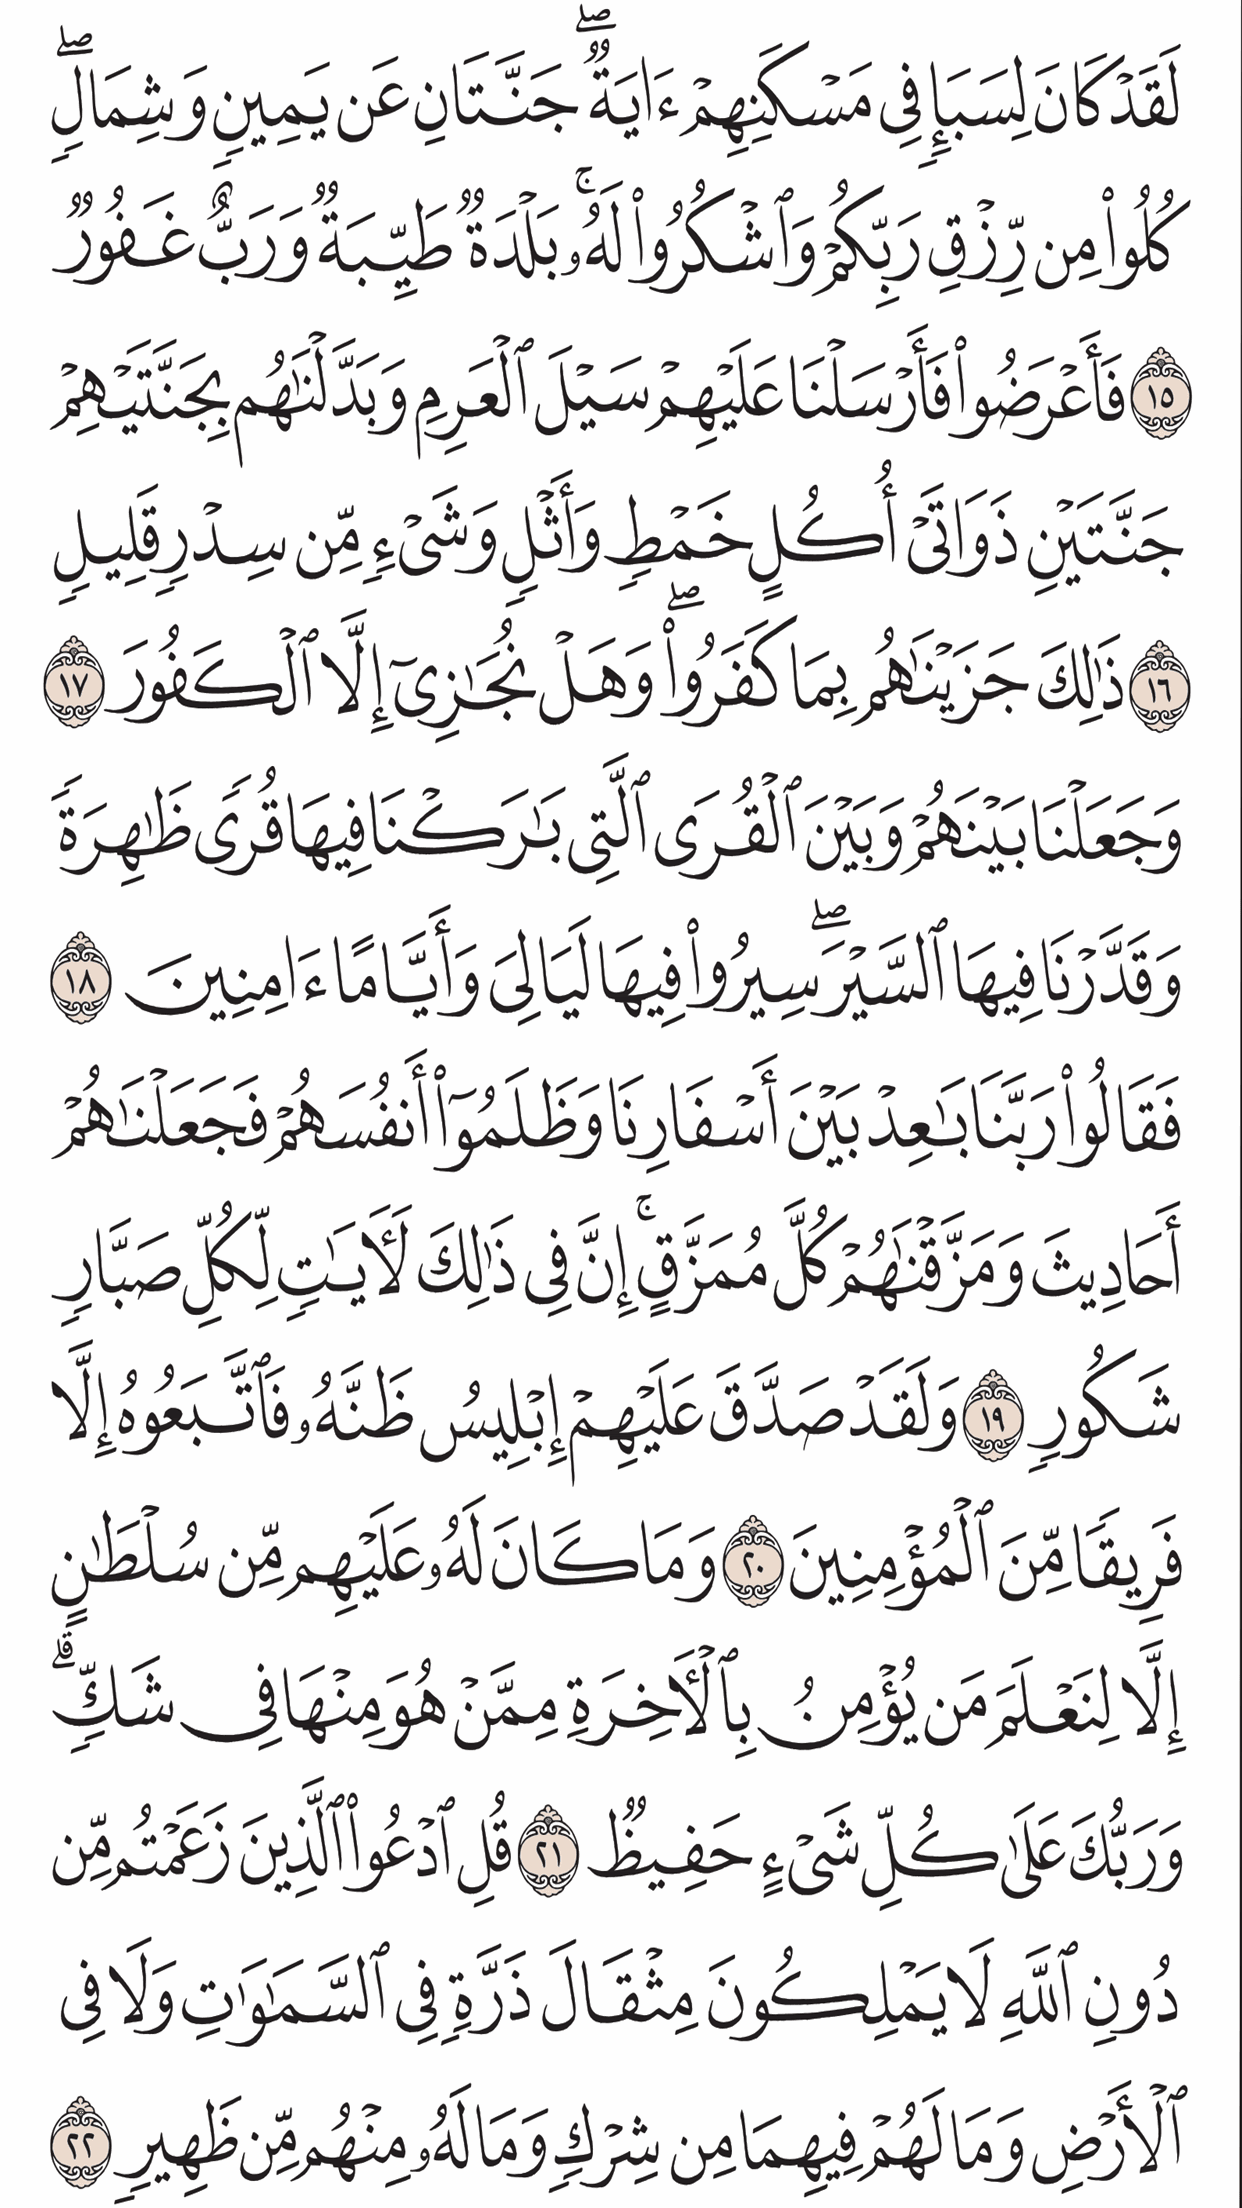 لَقَدْ كَانَ لِسَبَإٍ فِي مَسْكَنِهِمْ ءَايَةٌ ۖ جَنَّتَانِ عَن يَمِينٍ وَشِمَالٍ ۖ
كُلُوا۟ مِن رِّزْقِ رَبِّكُمْ وَٱشْكُرُوا۟ لَهُۥ ۚ بَلْدَةٌ طَيِّبَةٌ وَرَبٌّ غَفُورٌ
١٥ فَأَعْرَضُوا۟ فَأَرْسَلْنَا عَلَيْهِمْ سَيْلَ ٱلْعَرِمِ وَبَدَّلْنَٰهُم بِجَنَّتَيْهِمْ
جَنَّتَيْنِ ذَوَاتَىْ أُكُلٍ خَمْطٍ وَأَثْلٍ وَشَىْءٍ مِّن سِدْرٍ قَلِيلٍ
١٦ ذَٰلِكَ جَزَيْنَٰهُم بِمَا كَفَرُوا۟ ۖ وَهَلْ نُجَٰزِىٓ إِلَّا ٱلْكَفُورَ ١٧
وَجَعَلْنَا بَيْنَهُمْ وَبَيْنَ ٱلْقُرَى ٱلَّتِى بَٰرَكْنَا فِيهَا قُرًى ظَٰهِرَةً
وَقَدَّرْنَا فِيهَا ٱلسَّيْرَ ۖ سِيرُوا۟ فِيهَا لَيَالِىَ وَأَيَّامًا ءَامِنِينَ ١٨
فَقَالُوا۟ رَبَّنَا بَٰعِدْ بَيْنَ أَسْفَارِنَا وَظَلَمُوٓا۟ أَنفُسَهُمْ فَجَعَلْنَٰهُمْ
أَحَادِيثَ وَمَزَّقْنَٰهُمْ كُلَّ مُمَزَّقٍ ۚ إِنَّ فِى ذَٰلِكَ لَءَايَٰتٍ لِّكُلِّ صَبَّارٍ
شَكُورٍ ١٩ وَلَقَدْ صَدَّقَ عَلَيْهِمْ إِبْلِيسُ ظَنَّهُۥ فَٱتَّبَعُوهُ إِلَّا
فَرِيقًا مِّنَ ٱلْمُؤْمِنِينَ ٢٠ وَمَا كَانَ لَهُۥ عَلَيْهِم مِّن سُلْطَٰنٍ
إِلَّا لِنَعْلَمَ مَن يُؤْمِنُ بِٱلْءَاخِرَةِ مِمَّنْ هُوَ مِنْهَا فِى شَكٍّ ۗ
وَرَبُّكَ عَلَىٰ كُلِّ شَىْءٍ حَفِيظٌ ٢١ قُلِ ٱدْعُوا۟ ٱلَّذِينَ زَعَمْتُم مِّن
دُونِ ٱللَّهِ لَا يَمْلِكُونَ مِثْقَالَ ذَرَّةٍ فِى ٱلسَّمَٰوَٰتِ وَلَا فِى
ٱلْأَرْضِ وَمَا لَهُمْ فِيهِمَا مِن شِرْكٍ وَمَا لَهُۥ مِنْهُم مِّن ظَهِيرٍ ٢٢